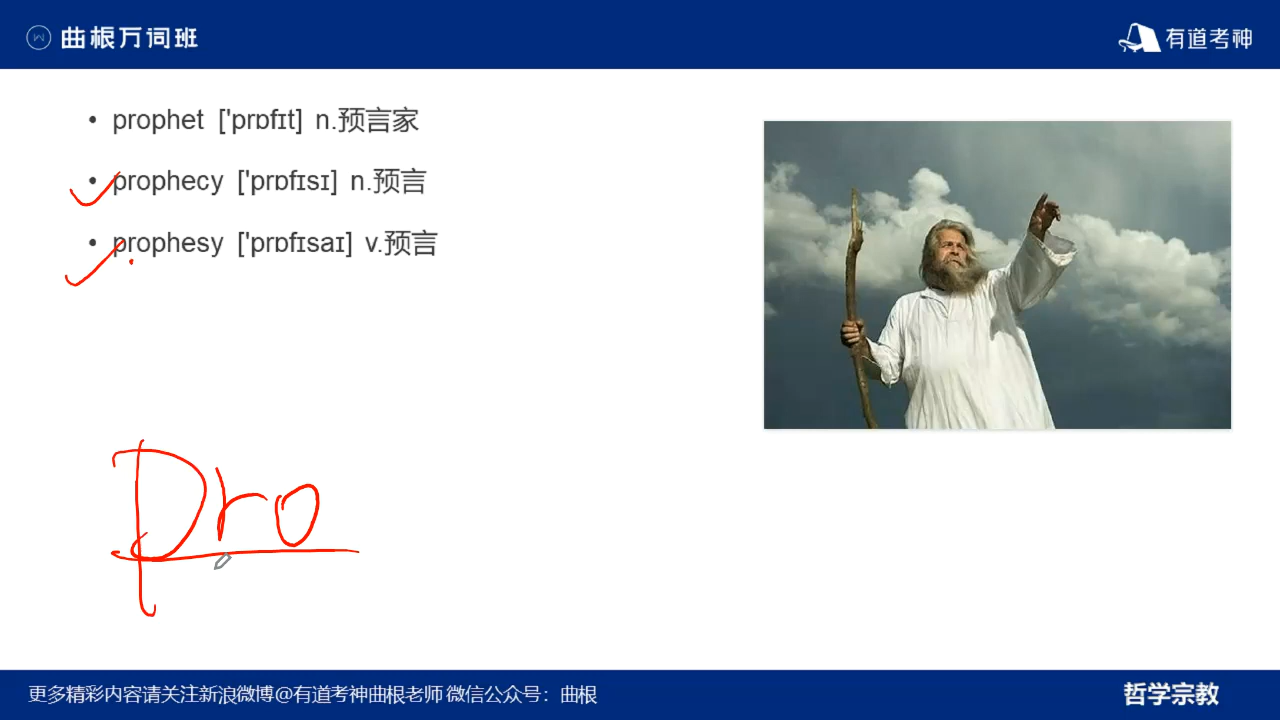 曲根万词班
有道考神
• prophet ['prɒfɪt] n.预言家
• prophecy ['prɒfɪsɪ] n.预言
• prophesy ['prɒfɪsaɪ] v.预言
pro
更多精彩内容请关注新浪微博@有道考神曲根老师 微信公众号：曲根
哲学宗教